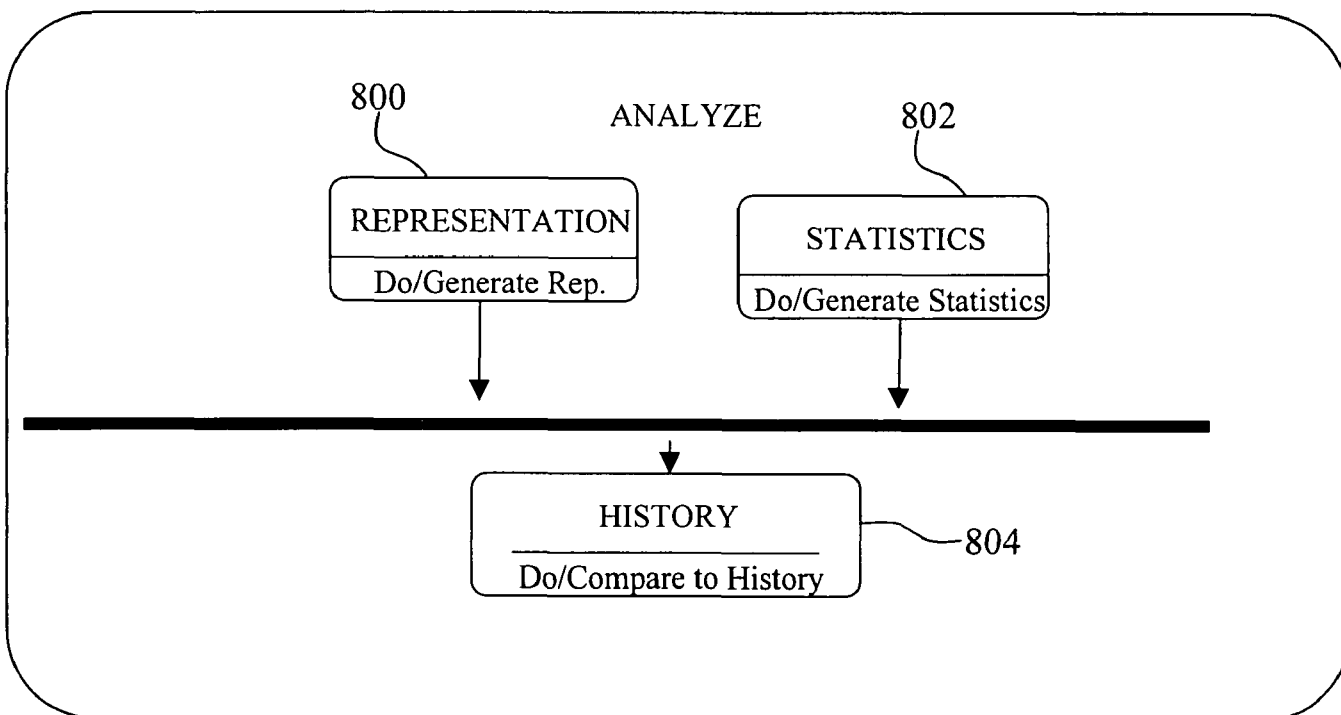 800
ANALYZE
802
REPRESENTATION
Do/Generate Rep.
STATISTICS
Do/Generate Statistics
HISTORY
Do/Compare to History
804